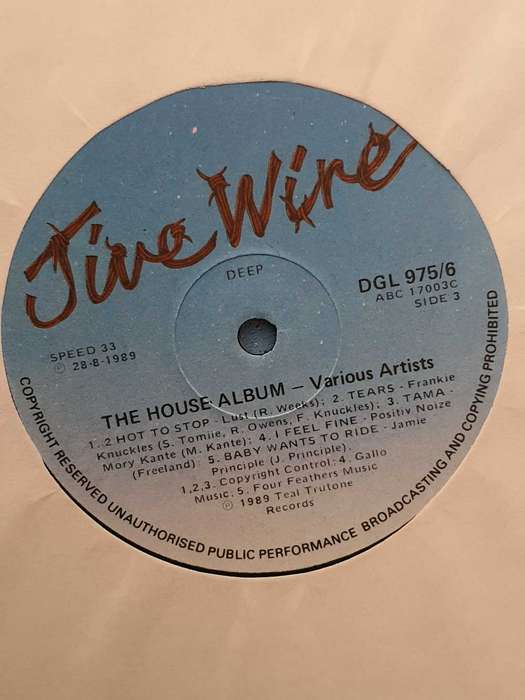 Jive Wire
DEEP
DGL 975/6
ABC 17003C
SIDE 3
SPEED 33
℗ 28-8-1989
THE HOUSE ALBUM – Various Artists
1. 2 HOT TO STOP - Lust (R. Weeks); 2. TEARS - Frankie
Knuckles (S. Tomiie, R. Owens, F. Knuckles); 3. TAMA -
Mory Kante (M. Kante); 4. I FEEL FINE - Positiv Noize
(Freeland); 5. BABY WANTS TO RIDE - Jamie
Principle (J. Principle).
1,2,3. Copyright Control; 4. Gallo
Music; 5. Four Feathers Music
℗ 1989 Teal Trutone
Records
COPYRIGHT RESERVED UNAUTHORISED PUBLIC PERFORMANCE BROADCASTING AND COPYING PROHIBITED